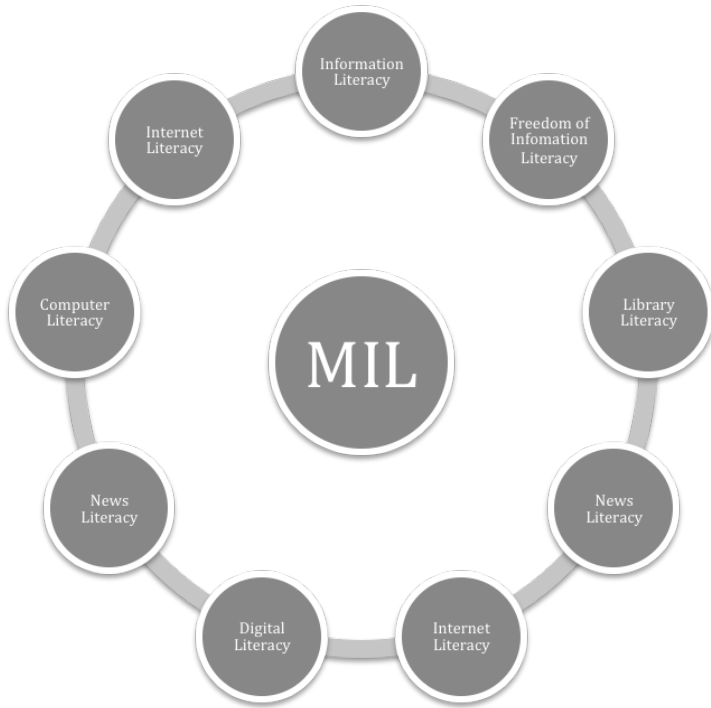 Information
Literacy
Freedom of
Infomation
Literacy
Library
Literacy
News
Literacy
Internet
Literacy
Digital
Literacy
News
Literacy
Computer
Literacy
Internet
Literacy
MIL